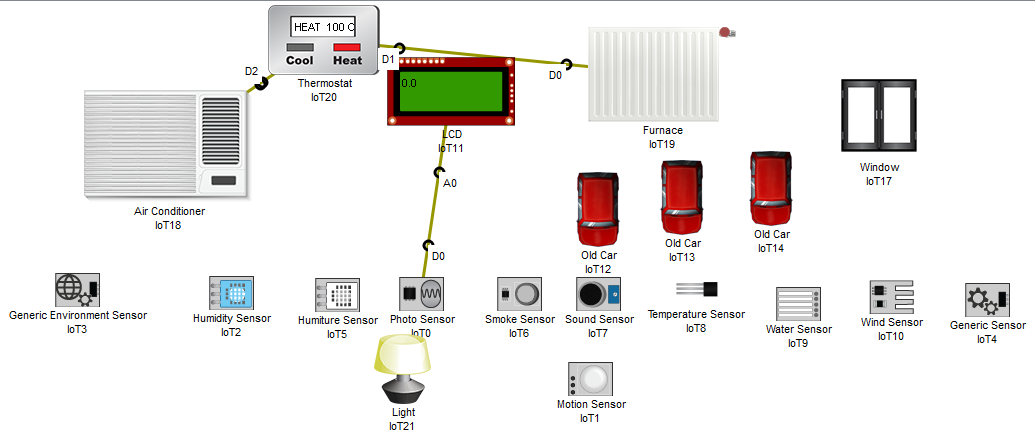 HEAT 100 C
Cool Heat
Thermostat
IoT20
D1
D2
D0
0.0
LCD
IoT11
A0
D0
Furnace
IoT19
Window
IoT17
Air Conditioner
IoT18
Old Car
IoT12
Old Car
IoT13
Old Car
IoT14
Generic Environment Sensor
IoT3
Humidity Sensor
IoT2
Humiture Sensor
IoT5
Photo Sensor
IoT0
Smoke Sensor
IoT6
Sound Sensor
IoT7
Temperature Sensor
IoT8
Water Sensor
IoT9
Wind Sensor
IoT10
Generic Sensor
IoT4
Light
IoT21
Motion Sensor
IoT1